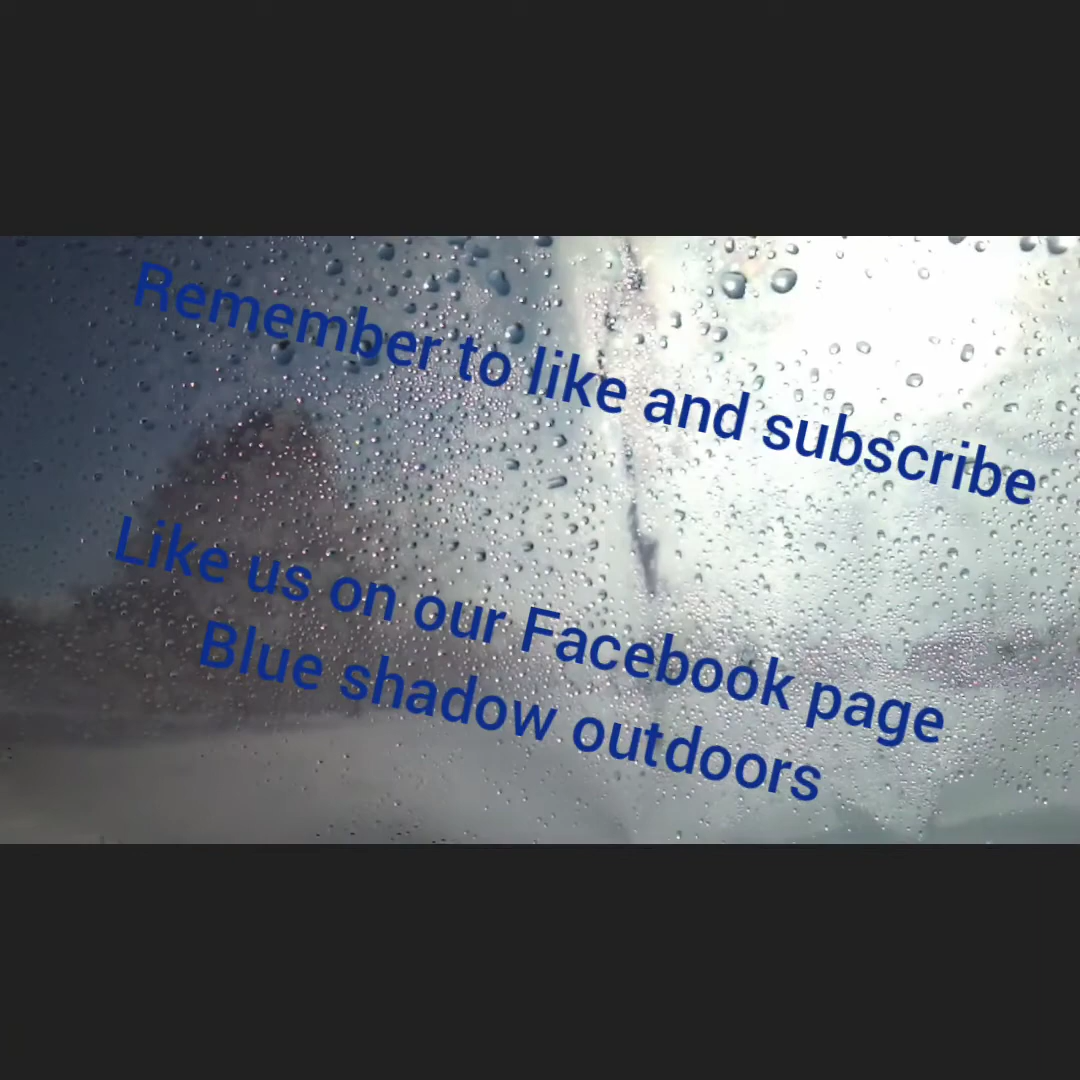 Remember to like and subscribe
Like us on our Facebook page
Blue shadow outdoors